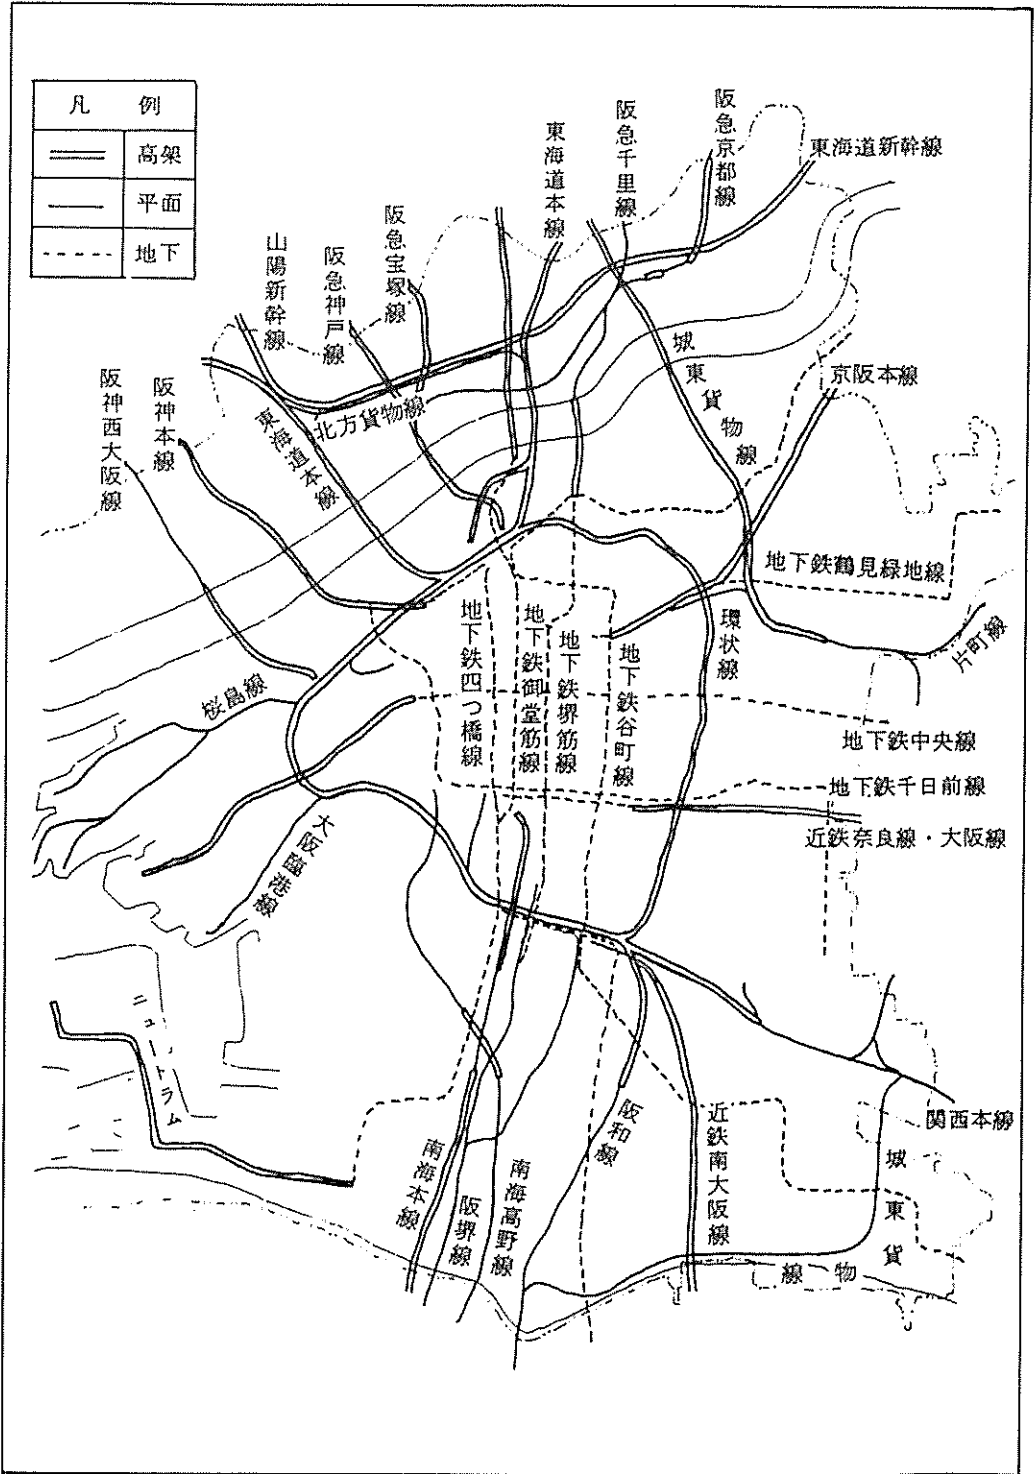 凡 例
高架
平面
地下
東海道本線
阪急千里線
阪急京都線
東海道新幹線
阪急宝塚線
山陽新幹線
阪急神戸線
阪神西大阪線
阪神本線
東海道本線
北方貨物線
城東貨物線
京阪本線
地下鉄鶴見緑地線
片町線
環状線
地下鉄四つ橋線
地下鉄御堂筋線
地下鉄堺筋線
地下鉄谷町線
桜島線
地下鉄中央線
地下鉄千日前線
近鉄奈良線・大阪線
大阪臨港線
ニュートラム
南海本線
阪堺線
南海高野線
阪和線
近鉄南大阪線
関西本線
城東貨物線